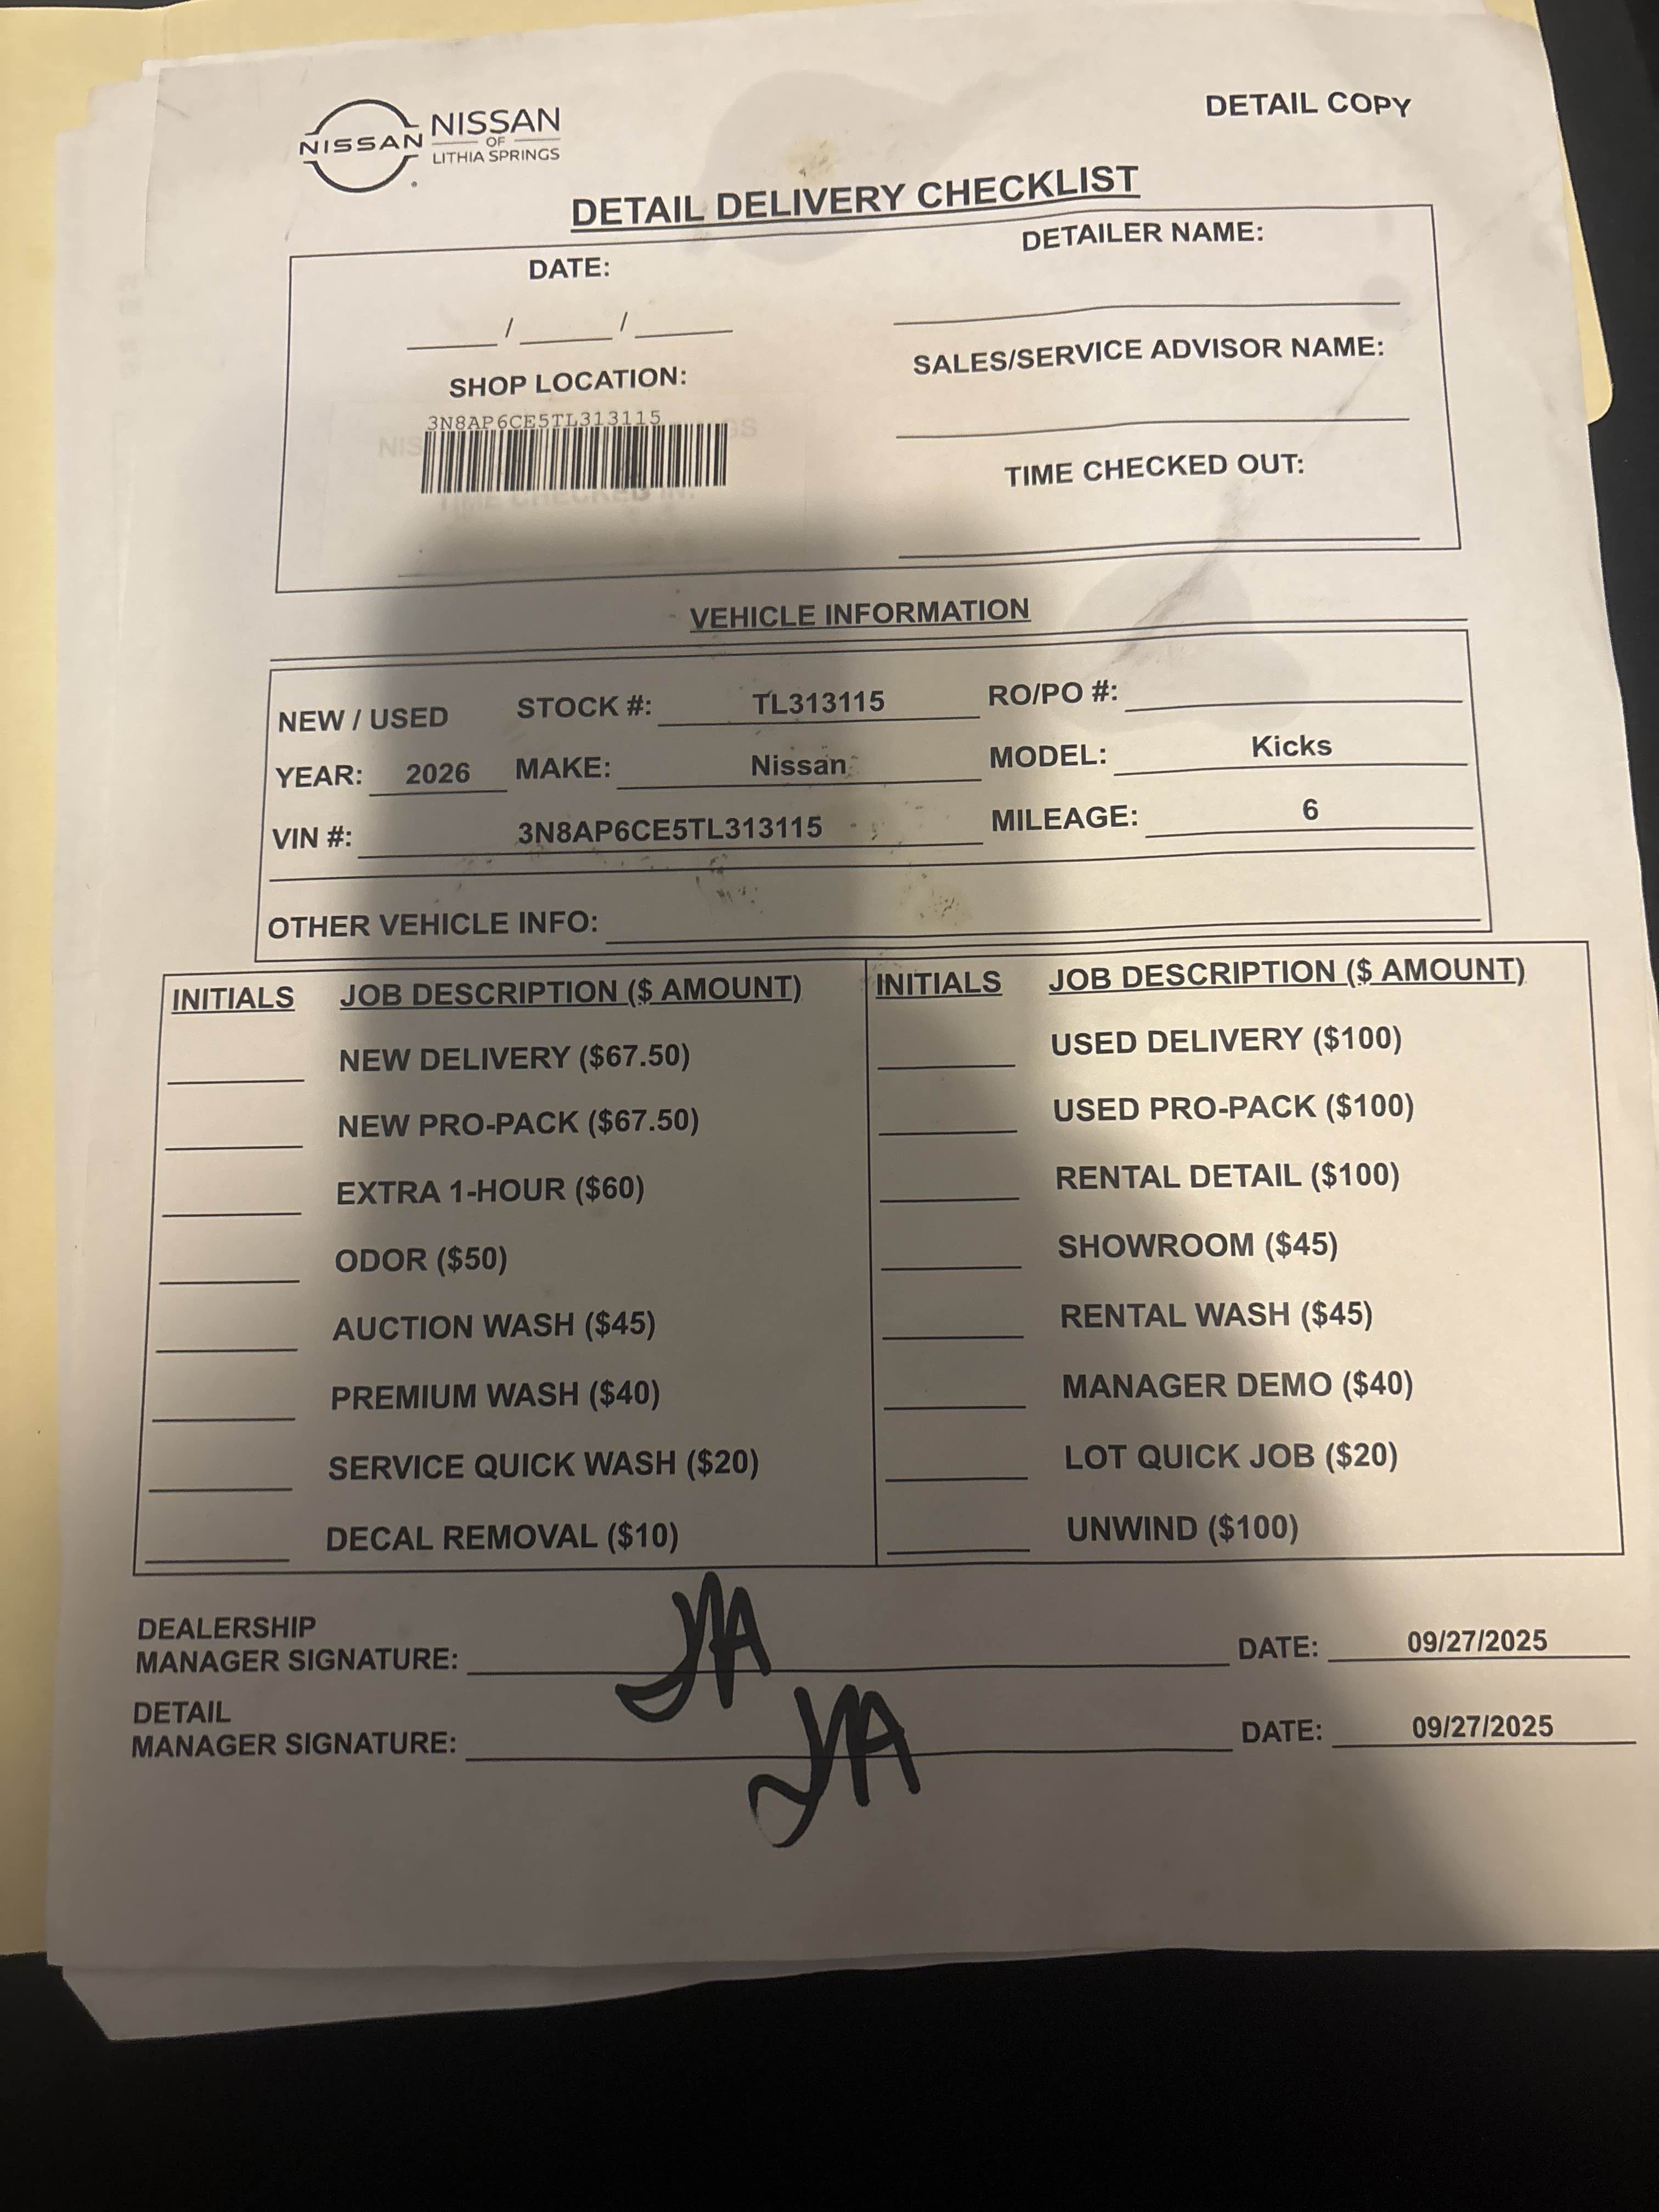 DETAIL COPY
NISSAN
NISSAN
OF
LITHIA SPRINGS
DETAIL DELIVERY CHECKLIST
DATE:
DETAILER NAME:
___ / ___ / ___
SHOP LOCATION:
SALES/SERVICE ADVISOR NAME:
3N8AP6CE5TL313115
TIME CHECKED IN:
TIME CHECKED OUT:
VEHICLE INFORMATION
NEW / USED STOCK #: TL313115 RO/PO #:
YEAR: 2026 MAKE: Nissan MODEL: Kicks
VIN #: 3N8AP6CE5TL313115 MILEAGE: 6
OTHER VEHICLE INFO:
INITIALS JOB DESCRIPTION ($ AMOUNT)
NEW DELIVERY ($67.50)
NEW PRO-PACK ($67.50)
EXTRA 1-HOUR ($60)
ODOR ($50)
AUCTION WASH ($45)
PREMIUM WASH ($40)
SERVICE QUICK WASH ($20)
DECAL REMOVAL ($10)
INITIALS JOB DESCRIPTION ($ AMOUNT)
USED DELIVERY ($100)
USED PRO-PACK ($100)
RENTAL DETAIL ($100)
SHOWROOM ($45)
RENTAL WASH ($45)
MANAGER DEMO ($40)
LOT QUICK JOB ($20)
UNWIND ($100)
DEALERSHIP
MANAGER SIGNATURE: DATE: 09/27/2025
DETAIL
MANAGER SIGNATURE: DATE: 09/27/2025